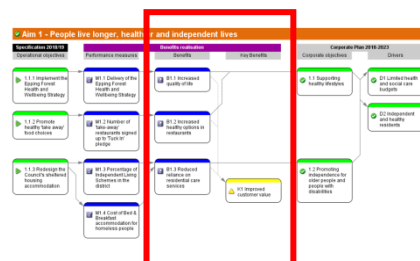 Aim 1 - People live longer, healthier and independent lives
Specification 2018/19
Performance measures
Benefits realisation
Corporate Plan 2018-2023
Operational objectives
Benefits
Key Benefits
Corporate objectives
Drivers
1.1.1 Implement the
Epping Forest
Health and
Wellbeing Strategy
M1.1 Delivery of the
Epping Forest
Health and
Wellbeing Strategy
B1.1 Increased
quality of life
1.1 Supporting
healthy lifestyles
D1 Limited health
and social care
budgets
1.1.2 Promote
healthy 'take away'
food choices
M1.2 Number of
'take-away'
restaurants signed
up to 'Tuck In'
pledge
B1.2 Increased
healthy options in
restaurants
D2 Independent
and healthy
residents
1.1.3 Redesign the
Council's sheltered
housing
accommodation
M1.3 Percentage of
Independent Living
Schemes in the
district
B1.3 Reduced
reliance on
residential care
services
K1 Improved
customer value
1.2 Promoting
independence for
older people and
people with
disabilities
M1.4 Cost of Bed &
Breakfast
accommodation for
homeless people